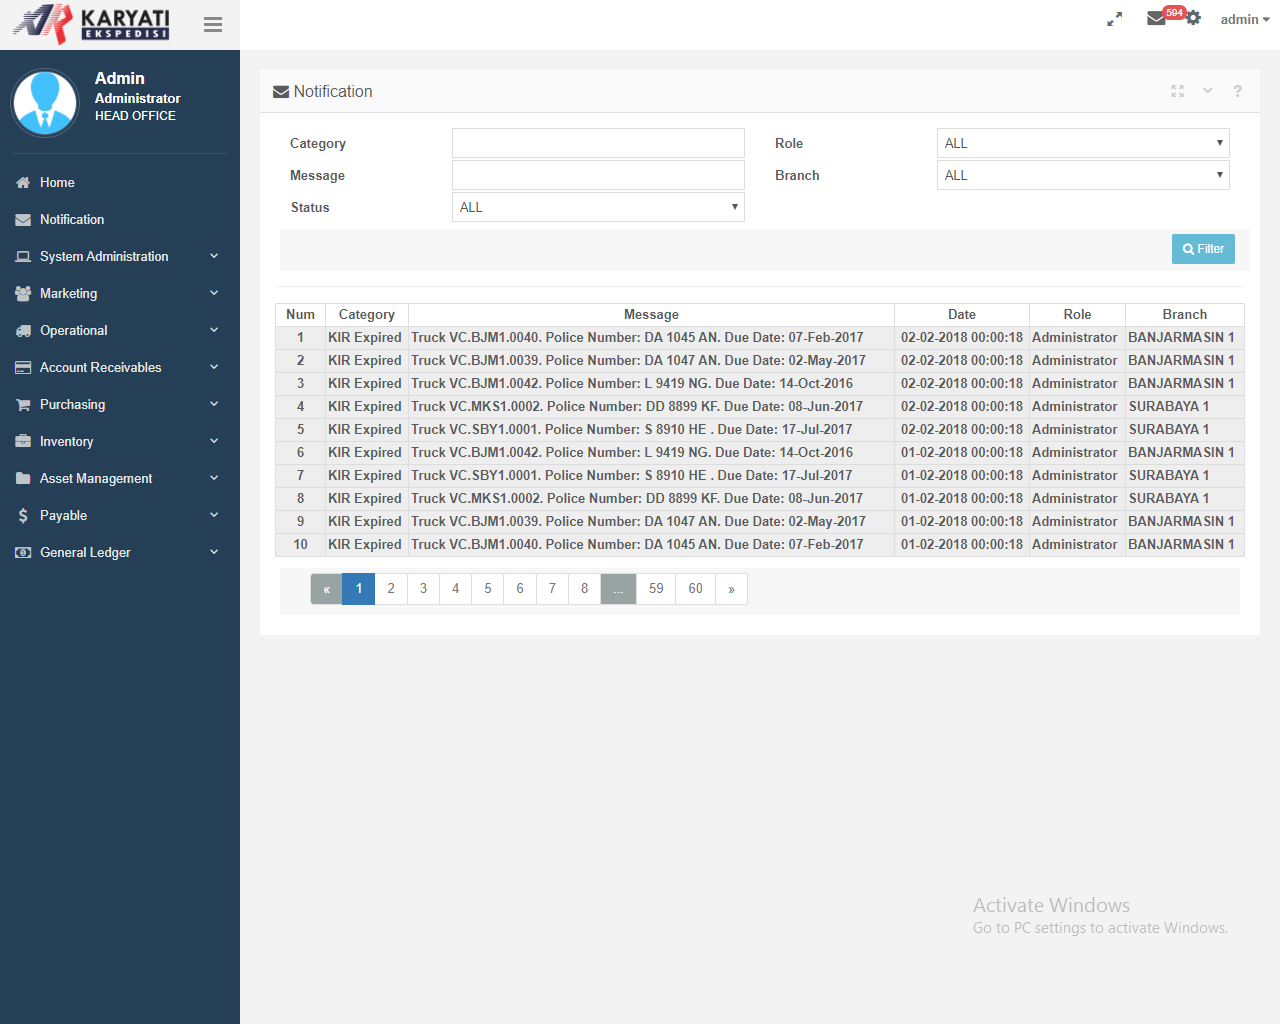 KARYATI
EKSPEDISI
594
admin
Admin
Administrator
HEAD OFFICE
Home
Notification
System Administration
Marketing
Operational
Account Receivables
Purchasing
Inventory
Asset Management
Payable
General Ledger
Notification
?
Category
Role ALL
Message
Branch ALL
Status ALL
Filter
Num Category Message Date Role Branch
1 KIR Expired Truck VC.BJM1.0040. Police Number: DA 1045 AN. Due Date: 07-Feb-2017 02-02-2018 00:00:18 Administrator BANJARMASIN 1
2 KIR Expired Truck VC.BJM1.0039. Police Number: DA 1047 AN. Due Date: 02-May-2017 02-02-2018 00:00:18 Administrator BANJARMASIN 1
3 KIR Expired Truck VC.BJM1.0042. Police Number: L 9419 NG. Due Date: 14-Oct-2016 02-02-2018 00:00:18 Administrator BANJARMASIN 1
4 KIR Expired Truck VC.MKS1.0002. Police Number: DD 8899 KF. Due Date: 08-Jun-2017 02-02-2018 00:00:18 Administrator SURABAYA 1
5 KIR Expired Truck VC.SBY1.0001. Police Number: S 8910 HE . Due Date: 17-Jul-2017 02-02-2018 00:00:18 Administrator SURABAYA 1
6 KIR Expired Truck VC.BJM1.0042. Police Number: L 9419 NG. Due Date: 14-Oct-2016 01-02-2018 00:00:18 Administrator BANJARMASIN 1
7 KIR Expired Truck VC.SBY1.0001. Police Number: S 8910 HE . Due Date: 17-Jul-2017 01-02-2018 00:00:18 Administrator SURABAYA 1
8 KIR Expired Truck VC.MKS1.0002. Police Number: DD 8899 KF. Due Date: 08-Jun-2017 01-02-2018 00:00:18 Administrator SURABAYA 1
9 KIR Expired Truck VC.BJM1.0039. Police Number: DA 1047 AN. Due Date: 02-May-2017 01-02-2018 00:00:18 Administrator BANJARMASIN 1
10 KIR Expired Truck VC.BJM1.0040. Police Number: DA 1045 AN. Due Date: 07-Feb-2017 01-02-2018 00:00:18 Administrator BANJARMASIN 1
« 1 2 3 4 5 6 7 8 ... 59 60 »
Activate Windows
Go to PC settings to activate Windows.